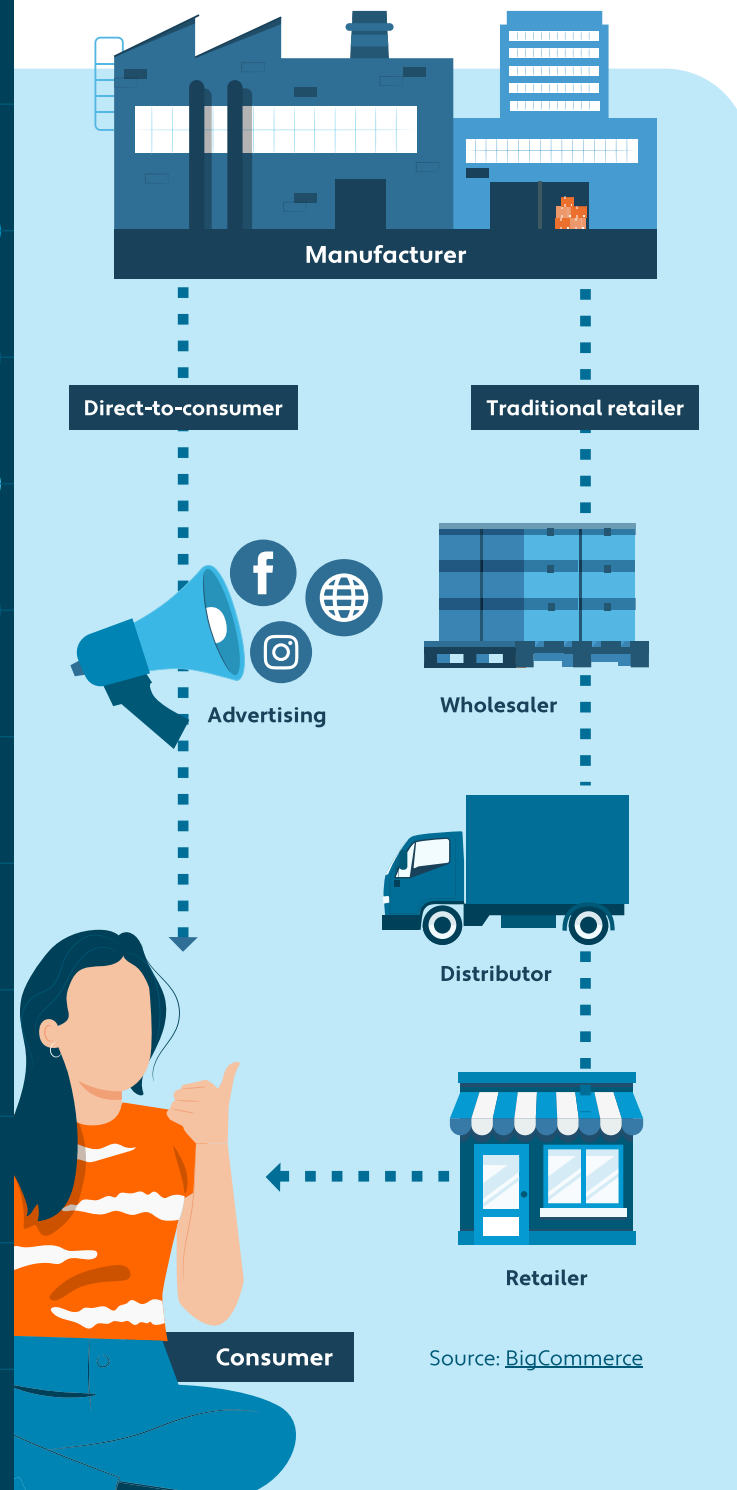 Manufacturer
Direct-to-consumer
Traditional retailer
Advertising
Wholesaler
Distributor
Retailer
Consumer
Source: BigCommerce